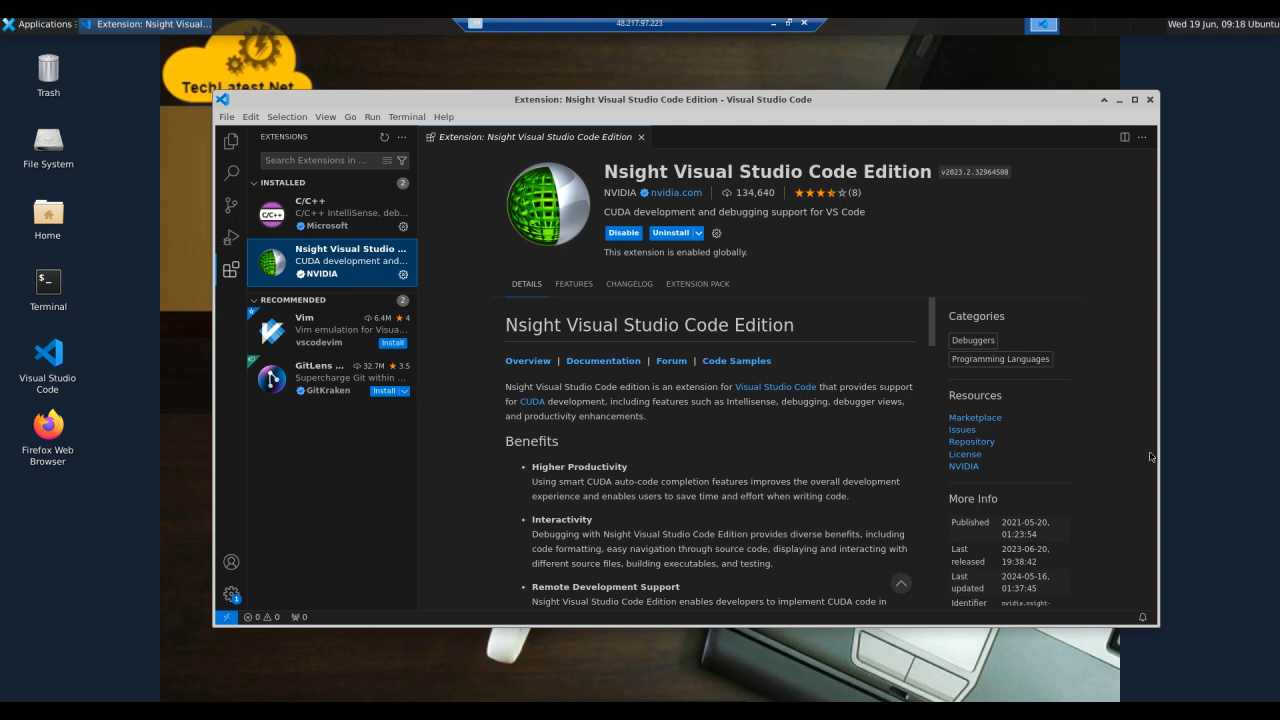 Applications
Extension: Nsight Visual...
48.217.97.223
Wed 19 Jun, 09:18 Ubuntu
TechLatest.Net
Trash
File System
Home
Terminal
Visual Studio
Code
Firefox Web
Browser
Extension: Nsight Visual Studio Code Edition - Visual Studio Code
File Edit Selection View Go Run Terminal Help
EXTENSIONS
Search Extensions in ...
INSTALLED 2
C/C++
C/C++
C/C++ IntelliSense, deb...
Microsoft
Nsight Visual Studio ...
CUDA development and...
NVIDIA
RECOMMENDED 2
Vim 6.4M ★ 4
Vim emulation for Visua...
vscodevim Install
GitLens ... 32.7M ★ 3.5
Supercharge Git within ...
GitKraken Install
1
Extension: Nsight Visual Studio Code Edition
Nsight Visual Studio Code Edition v2023.2.32964508
NVIDIA nvidia.com 134,640 (8)
CUDA development and debugging support for VS Code
Disable Uninstall
This extension is enabled globally.
DETAILS FEATURES CHANGELOG EXTENSION PACK
Nsight Visual Studio Code Edition
Overview | Documentation | Forum | Code Samples
Nsight Visual Studio Code edition is an extension for Visual Studio Code that provides support
for CUDA development, including features such as Intellisense, debugging, debugger views,
and productivity enhancements.
Benefits
• Higher Productivity
Using smart CUDA auto-code completion features improves the overall development
experience and enables users to save time and effort when writing code.
• Interactivity
Debugging with Nsight Visual Studio Code Edition provides diverse benefits, including
code formatting, easy navigation through source code, displaying and interacting with
different source files, building executables, and testing.
• Remote Development Support
Nsight Visual Studio Code Edition enables developers to implement CUDA code in
Categories
Debuggers
Programming Languages
Resources
Marketplace
Issues
Repository
License
NVIDIA
More Info
Published 2021-05-20,
01:23:54
Last 2023-06-20,
released 19:38:42
Last 2024-05-16,
updated 01:37:45
Identifier nvidia.nsight-
0 0 0